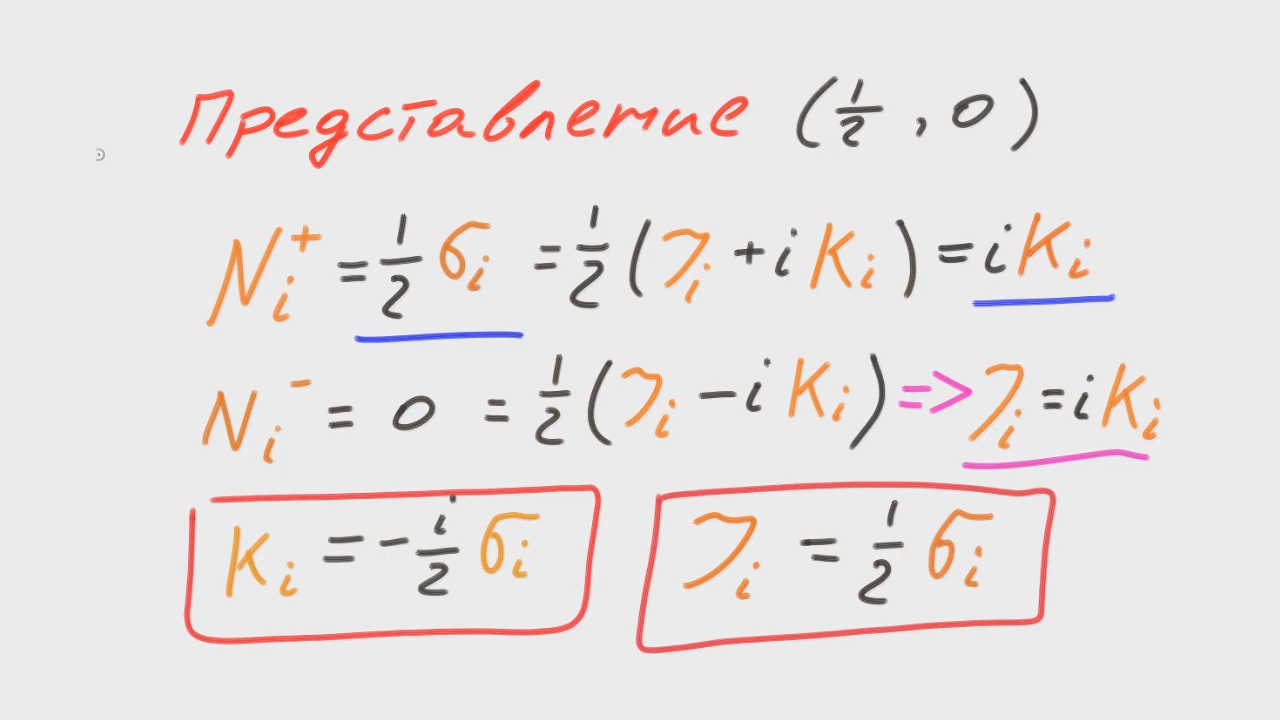 Представление (1/2, 0)
N_i^+ = 1/2 σ_i = 1/2 (J_i + i K_i) = i K_i
N_i^- = 0 = 1/2 (J_i - i K_i) => J_i = i K_i
K_i = - i/2 σ_i J_i = 1/2 σ_i